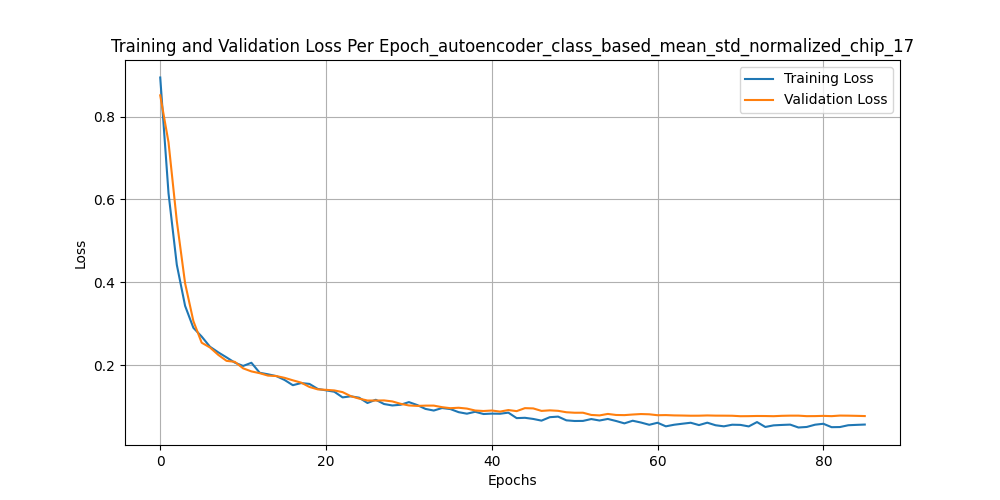 Training and Validation Loss Per Epoch_autoencoder_class_based_mean_std_normalized_chip_17
Training Loss
Validation Loss
0.8
0.6
0.4
0.2
Loss
0
20
40
60
80
Epochs